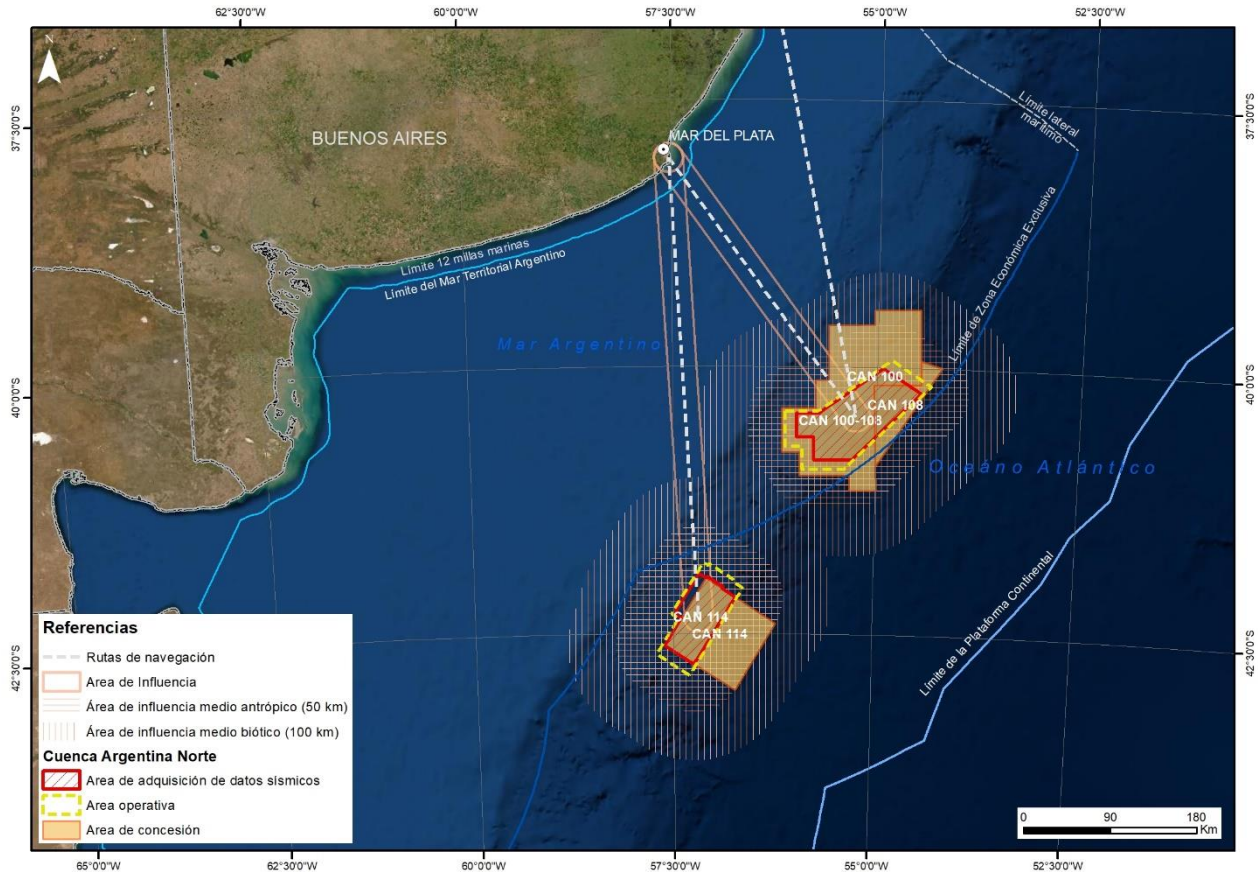 62°30'0"W
60°0'0"W
57°30'0"W
55°0'0"W
52°30'0"W
N
37°30'0"S
37°30'0"S
Límite lateral
marítimo
BUENOS AIRES
MAR DEL PLATA
Límite 12 millas marinas
Límite del Mar Territorial Argentino
Límite de Zona Económica Exclusiva
Mar Argentino
40°0'0"S
40°0'0"S
CAN 100
CAN 108
CAN 100-108
Oceáno Atlántico
CAN 114
CAN 114
Límite de la Plataforma Continental
42°30'0"S
42°30'0"S
Referencias
Rutas de navegación
Area de Influencia
Área de influencia medio antrópico (50 km)
Área de influencia medio biótico (100 km)
Cuenca Argentina Norte
Area de adquisición de datos sísmicos
Area operativa
Area de concesión
0 90 180
Km
65°0'0"W
62°30'0"W
60°0'0"W
57°30'0"W
55°0'0"W
52°30'0"W